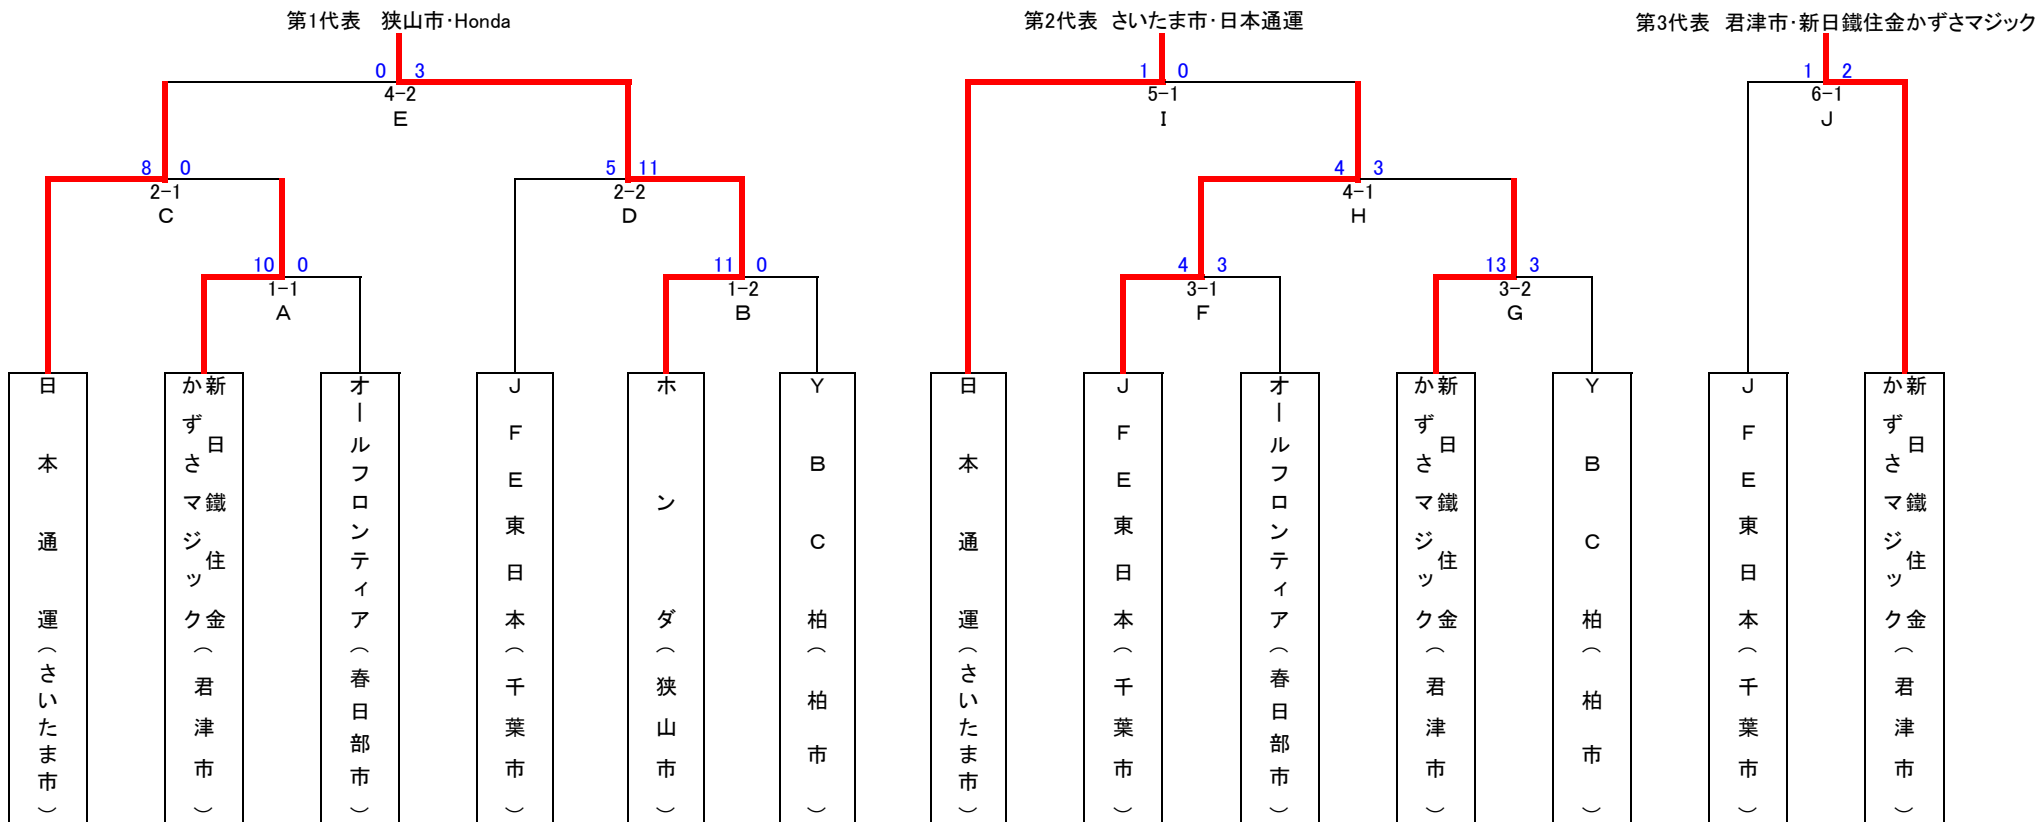 第1代表　狭山市・Honda
第2代表 さいたま市・日本通運
第3代表 君津市・新日鐵住金かずさマジック
0 3
4-2
E
1 0
5-1
I
1 2
6-1
J
8 0
2-1
C
5 11
2-2
D
4 3
4-1
H
10 0
1-1
A
11 0
1-2
B
4 3
3-1
F
13 3
3-2
G
日本通運（さいたま市）
新日鐵住金かずさマジック（君津市）
オールフロンティア（春日部市）
JFE東日本（千葉市）
ホンダ（狭山市）
YBC柏（柏市）
日本通運（さいたま市）
JFE東日本（千葉市）
オールフロンティア（春日部市）
新日鐵住金かずさマジック（君津市）
YBC柏（柏市）
JFE東日本（千葉市）
新日鐵住金かずさマジック（君津市）